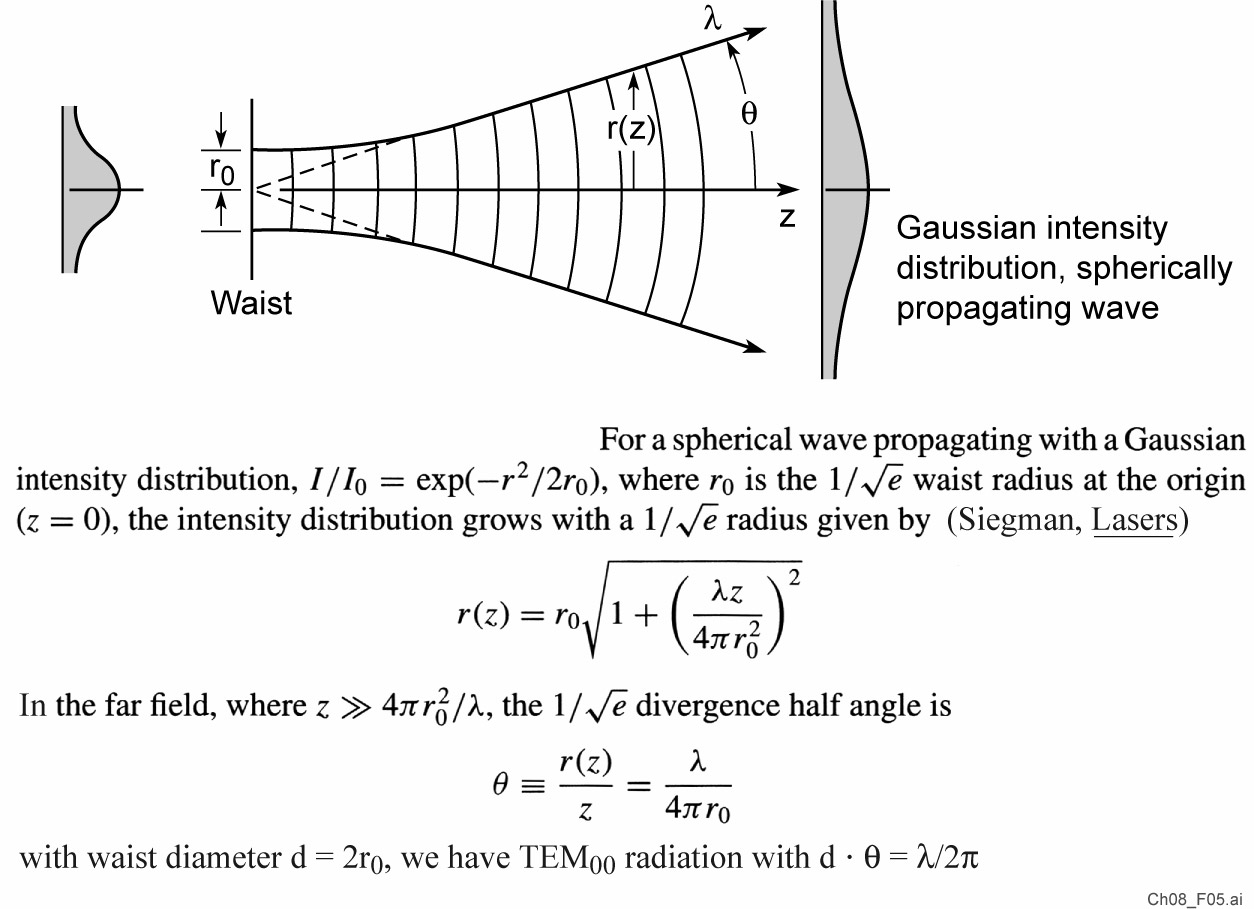 λ
θ
r(z)
r₀
z
Waist
Gaussian intensity
distribution, spherically
propagating wave
For a spherical wave propagating with a Gaussian
intensity distribution, I/I₀ = exp(−r²/2r₀), where r₀ is the 1/√e waist radius at the origin
(z = 0), the intensity distribution grows with a 1/√e radius given by (Siegman, Lasers)
r(z) = r₀√(1 + (λz/4πr₀²)²)
In the far field, where z ≫ 4πr₀²/λ, the 1/√e divergence half angle is
θ ≡ r(z)/z = λ/4πr₀
with waist diameter d = 2r₀, we have TEM₀₀ radiation with d · θ = λ/2π
Ch08_F05.ai